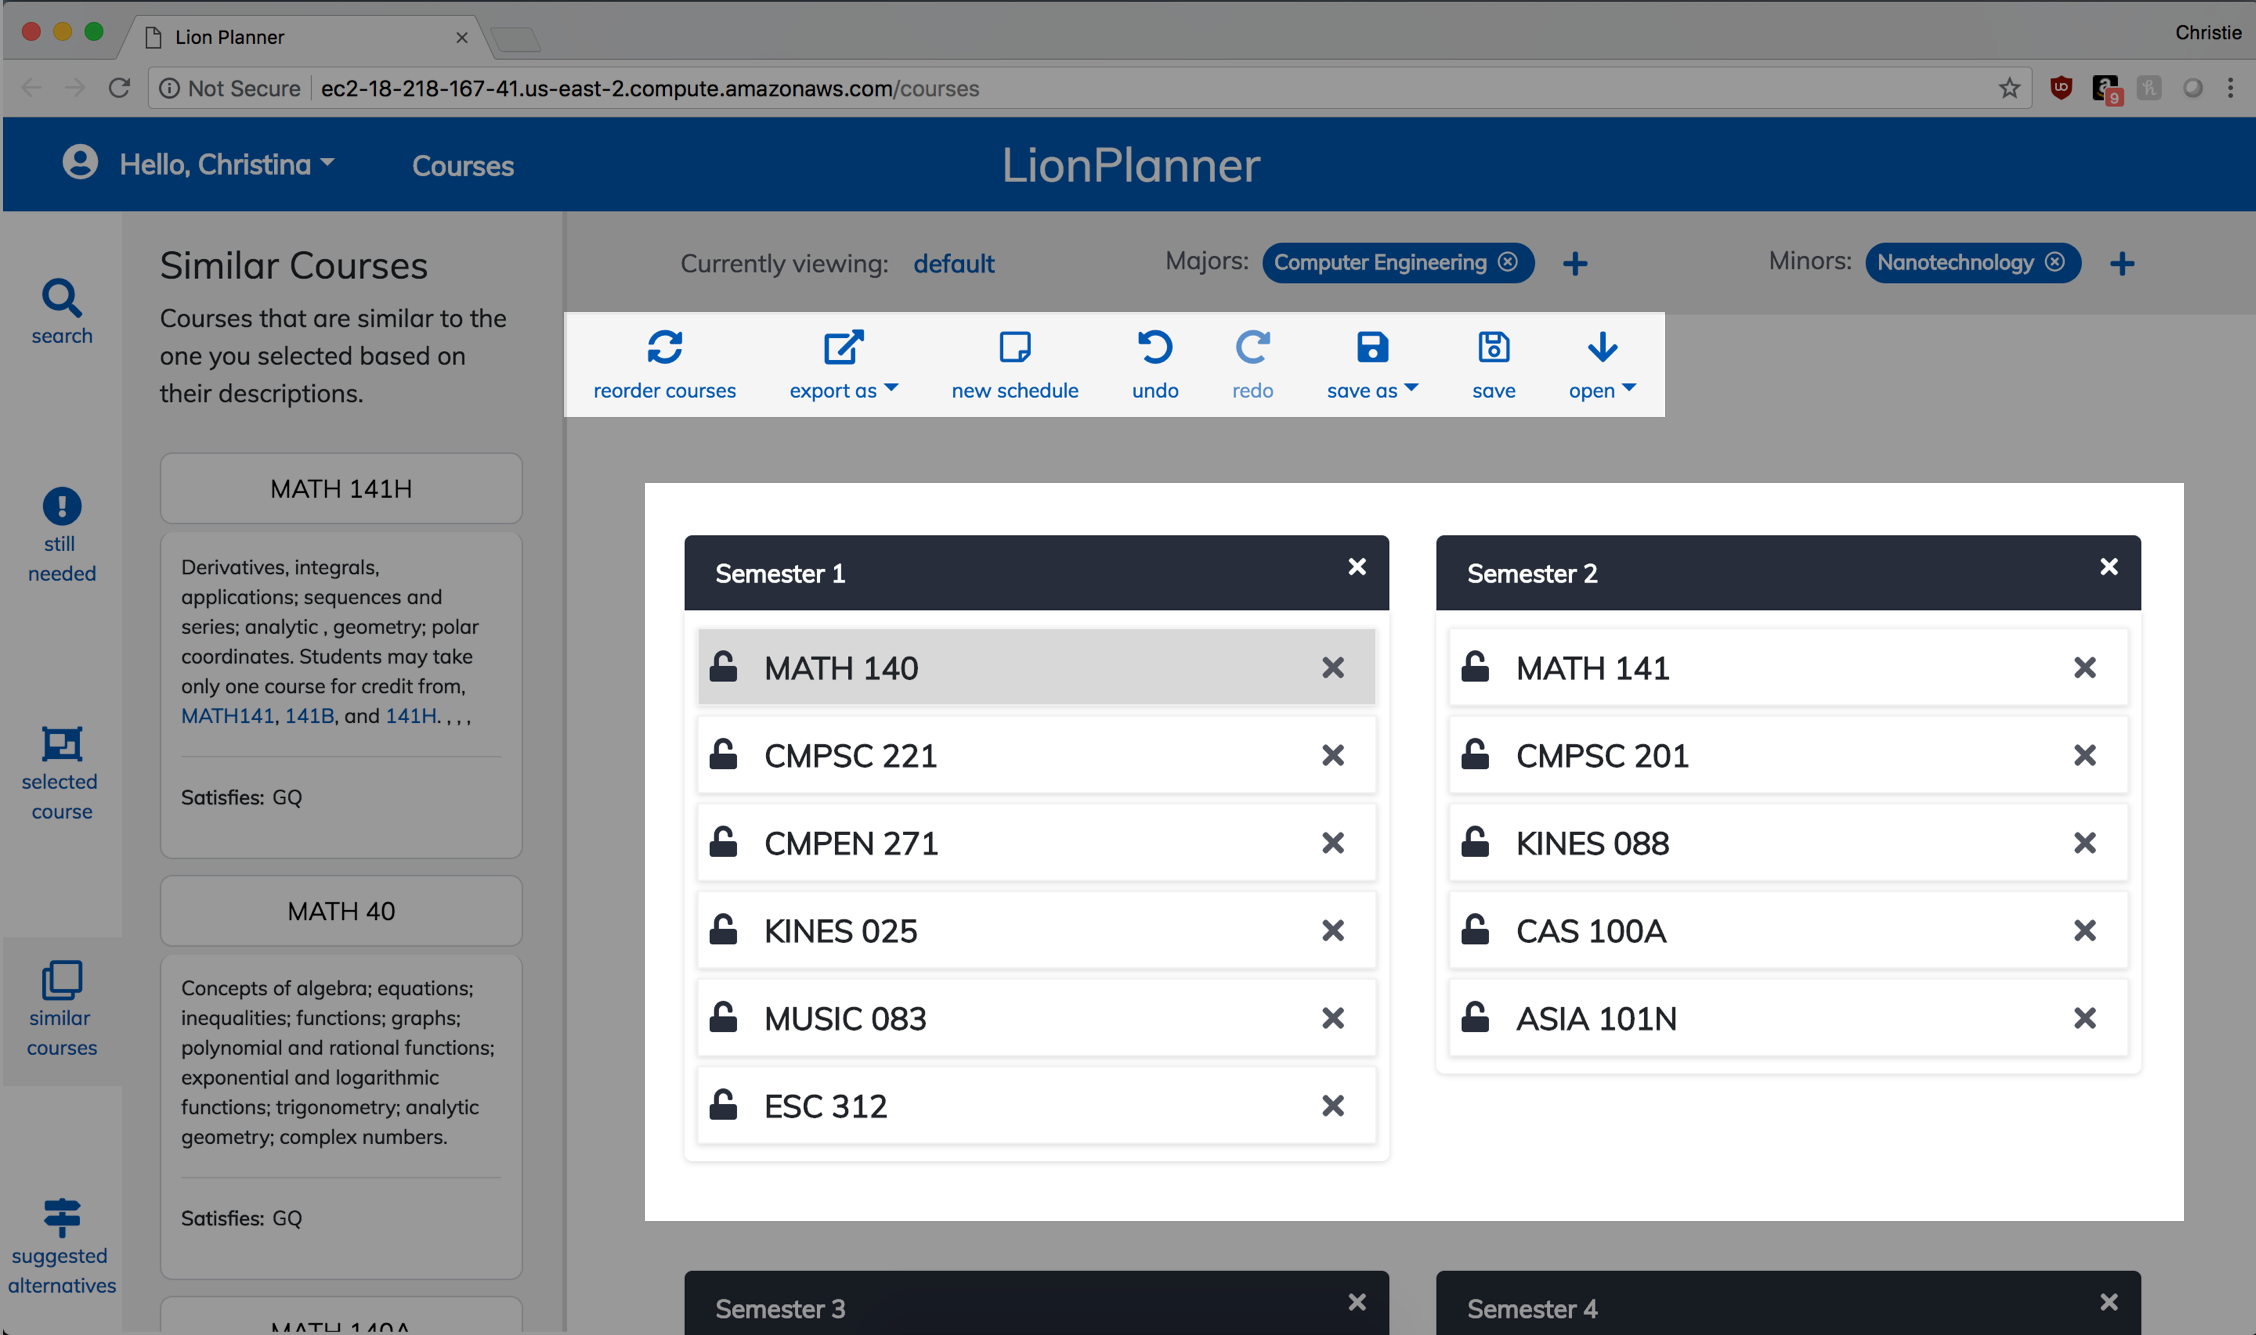 Lion Planner
Christie
Not Secure
ec2-18-218-167-41.us-east-2.compute.amazonaws.com/courses
9
Hello, Christina
Courses
LionPlanner
search
still
needed
selected
course
similar
courses
suggested
alternatives
Similar Courses
Courses that are similar to the
one you selected based on
their descriptions.
MATH 141H
Derivatives, integrals,
applications; sequences and
series; analytic , geometry; polar
coordinates. Students may take
only one course for credit from,
MATH141, 141B, and 141H. , , ,
Satisfies: GQ
MATH 40
Concepts of algebra; equations;
inequalities; functions; graphs;
polynomial and rational functions;
exponential and logarithmic
functions; trigonometry; analytic
geometry; complex numbers.
Satisfies: GQ
MATH 140A
Currently viewing: default
Majors: Computer Engineering
Minors: Nanotechnology
reorder courses
export as
new schedule
undo
redo
save as
save
open
Semester 1
MATH 140
CMPSC 221
CMPEN 271
KINES 025
MUSIC 083
ESC 312
Semester 2
MATH 141
CMPSC 201
KINES 088
CAS 100A
ASIA 101N
Semester 3
Semester 4